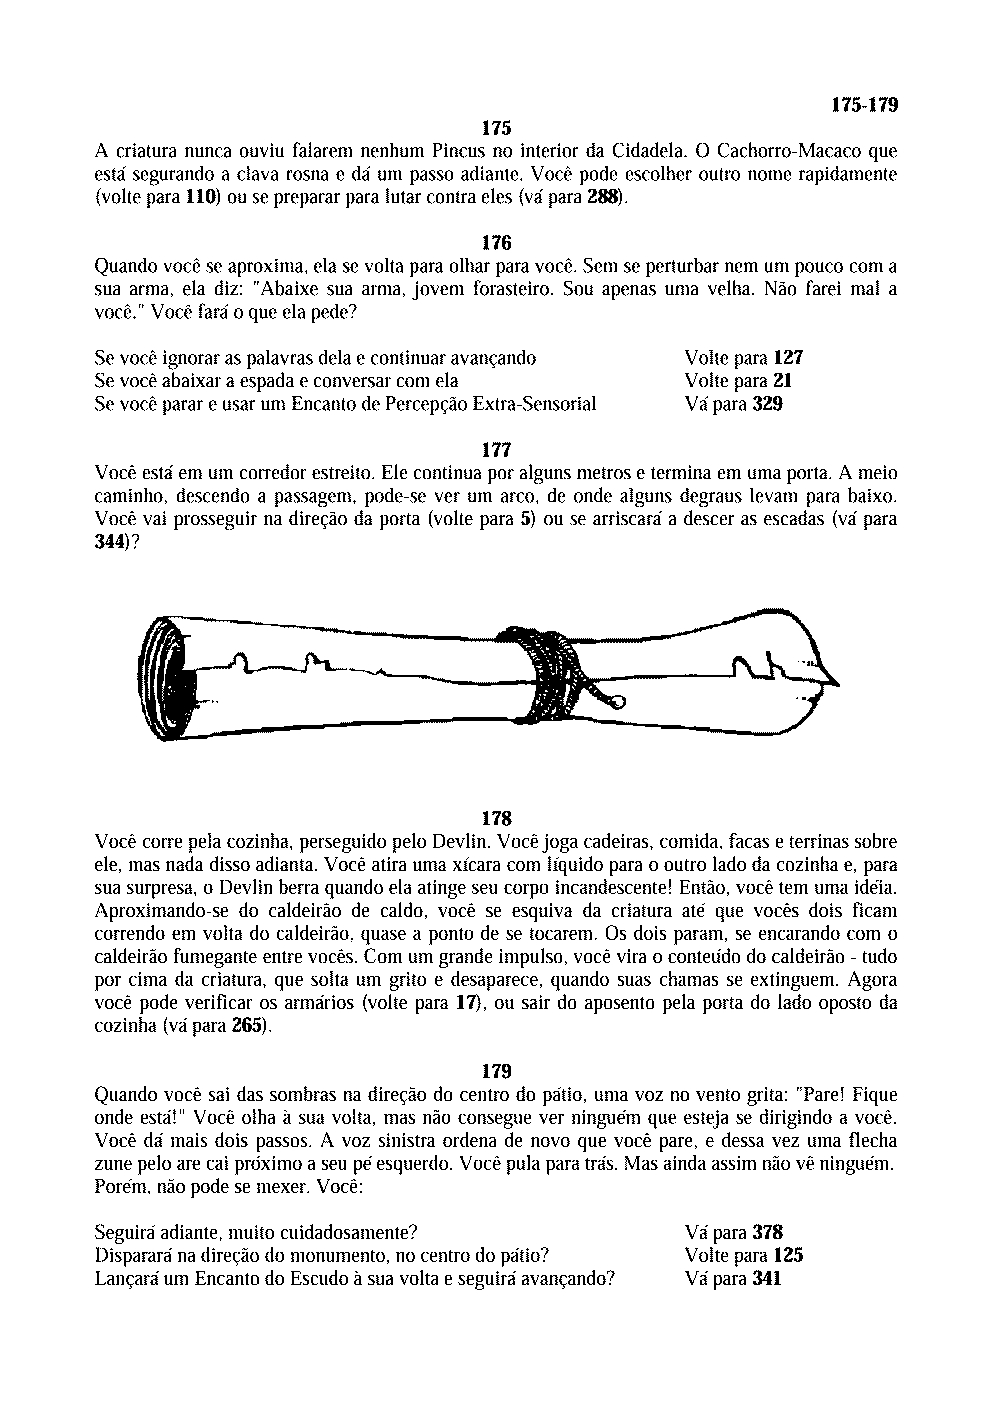 175-179
175
A criatura nunca ouviu falarem nenhum Pincus no interior da Cidadela. O Cachorro-Macaco que
está segurando a clava rosna e dá um passo adiante. Você pode escolher outro nome rapidamente
(volte para 110) ou se preparar para lutar contra eles (vá para 288).
176
Quando você se aproxima, ela se volta para olhar para você. Sem se perturbar nem um pouco com a
sua arma, ela diz: "Abaixe sua arma, jovem forasteiro. Sou apenas uma velha. Não farei mal a
você." Você fará o que ela pede?
Se você ignorar as palavras dela e continuar avançando Volte para 127
Se você abaixar a espada e conversar com ela Volte para 21
Se você parar e usar um Encanto de Percepção Extra-Sensorial Vá para 329
177
Você está em um corredor estreito. Ele continua por alguns metros e termina em uma porta. A meio
caminho, descendo a passagem, pode-se ver um arco, de onde alguns degraus levam para baixo.
Você vai prosseguir na direção da porta (volte para 5) ou se arriscará a descer as escadas (vá para
344)?
178
Você corre pela cozinha, perseguido pelo Devlin. Você joga cadeiras, comida, facas e terrinas sobre
ele, mas nada disso adianta. Você atira uma xícara com líquido para o outro lado da cozinha e, para
sua surpresa, o Devlin berra quando ela atinge seu corpo incandescente! Então, você tem uma idéia.
Aproximando-se do caldeirão de caldo, você se esquiva da criatura até que vocês dois ficam
correndo em volta do caldeirão, quase a ponto de se tocarem. Os dois param, se encarando com o
caldeirão fumegante entre vocês. Com um grande impulso, você vira o conteúdo do caldeirão - tudo
por cima da criatura, que solta um grito e desaparece, quando suas chamas se extinguem. Agora
você pode verificar os armários (volte para 17), ou sair do aposento pela porta do lado oposto da
cozinha (vá para 265).
179
Quando você sai das sombras na direção do centro do pátio, uma voz no vento grita: "Pare! Fique
onde está!" Você olha à sua volta, mas não consegue ver ninguém que esteja se dirigindo a você.
Você dá mais dois passos. A voz sinistra ordena de novo que você pare, e dessa vez uma flecha
zune pelo are cai próximo a seu pé esquerdo. Você pula para trás. Mas ainda assim não vê ninguém.
Porém, não pode se mexer. Você:
Seguirá adiante, muito cuidadosamente? Vá para 378
Disparará na direção do monumento, no centro do pátio? Volte para 125
Lançará um Encanto do Escudo à sua volta e seguirá avançando? Vá para 341